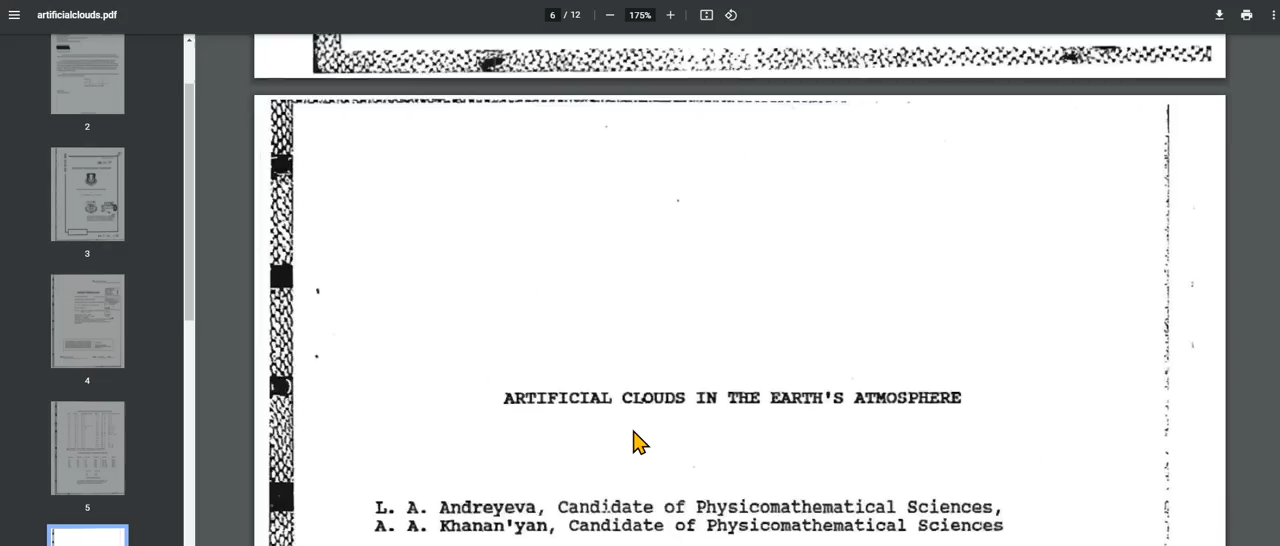 artificialclouds.pdf
6 / 12
175%
2
3
4
5
ARTIFICIAL CLOUDS IN THE EARTH'S ATMOSPHERE
L. A. Andreyeva, Candidate of Physicomathematical Sciences,
A. A. Khanan'yan, Candidate of Physicomathematical Sciences